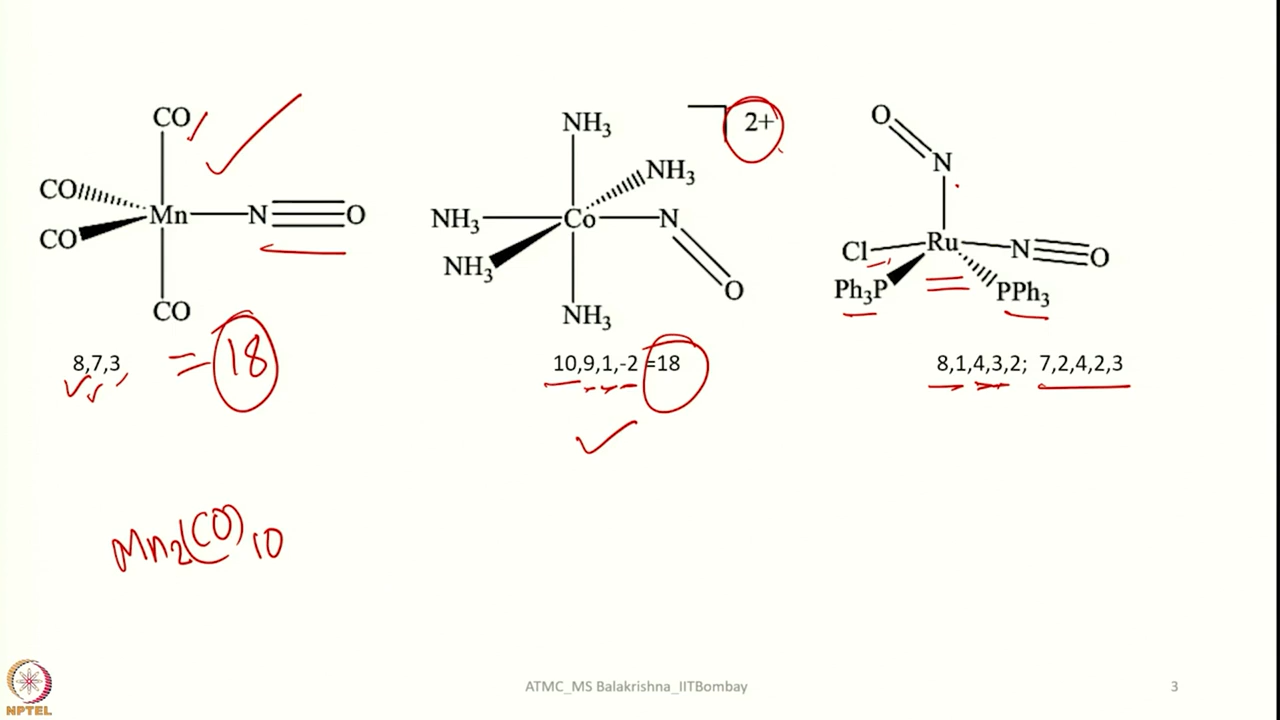 CO
CO
CO
Mn N O
CO
8,7,3 = 18
Mn2(CO)10
2+
NH3
NH3
NH3 Co N
NH3 O
NH3
10,9,1,-2 =18
O
N
Cl Ru N O
Ph3P PPh3
8,1,4,3,2; 7,2,4,2,3
NPTEL
ATMC_MS Balakrishna_IITBombay
3